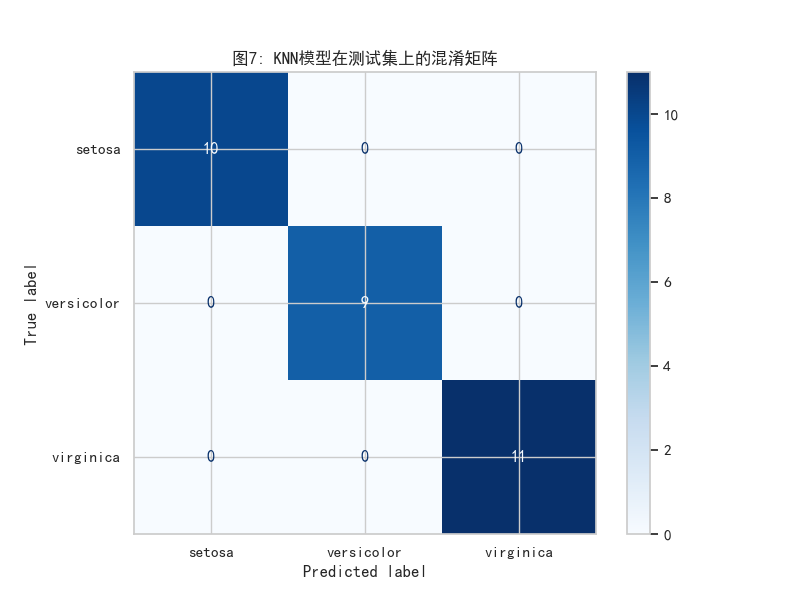 图7: KNN模型在测试集上的混淆矩阵
setosa
versicolor
virginica
True label
10 0 0
0 9 0
0 0 11
setosa versicolor virginica
Predicted label
10
8
6
4
2
0